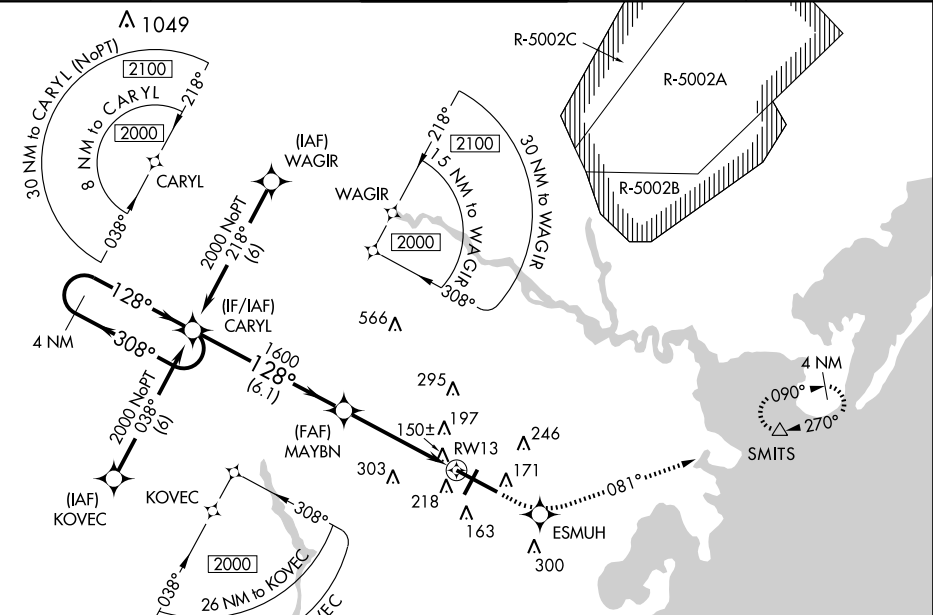 1049
30 NM to CARYL (NoPT)
2100
218°
8 NM to CARYL
2000
CARYL
038°
(IAF)
WAGIR
2000 NoPT
218°
(6)
WAGIR
218°
2100
15 NM to WAGIR
30 NM to WAGIR
2000
308°
R-5002C
R-5002A
R-5002B
128°
4 NM
308°
(IF/IAF)
CARYL
1600
128°
(6.1)
566
2000 NoPT
038°
(6)
(IAF)
KOVEC
(FAF)
MAYBN
295
197
150±
RW13
246
303
171
218
163
ESMUH
300
081°
4 NM
090°
270°
SMITS
KOVEC
308°
2000
038°
26 NM to KOVEC
VEC